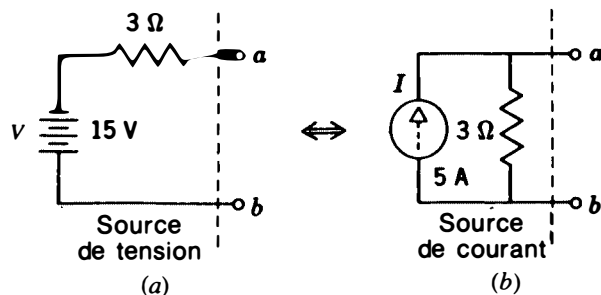 3 Ω
a
V
15 V
b
Source
de tension
(a)
a
I
3 Ω
5 A
b
Source
de courant
(b)